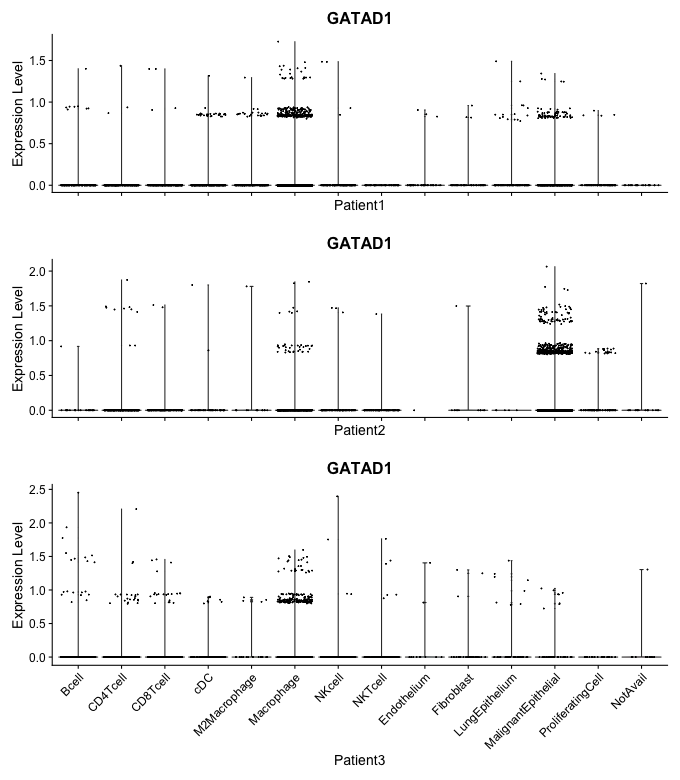 GATAD1
Expression Level
1.5
1.0
0.5
0.0
Patient1
GATAD1
Expression Level
2.0
1.5
1.0
0.5
0.0
Patient2
GATAD1
Expression Level
2.5
2.0
1.5
1.0
0.5
0.0
Bcell
CD4Tcell
CD8Tcell
cDC
M2Macrophage
Macrophage
NKcell
NKTcell
Endothelium
Fibroblast
LungEpithelium
MalignantEpithelial
ProliferatingCell
NotAvail
Patient3